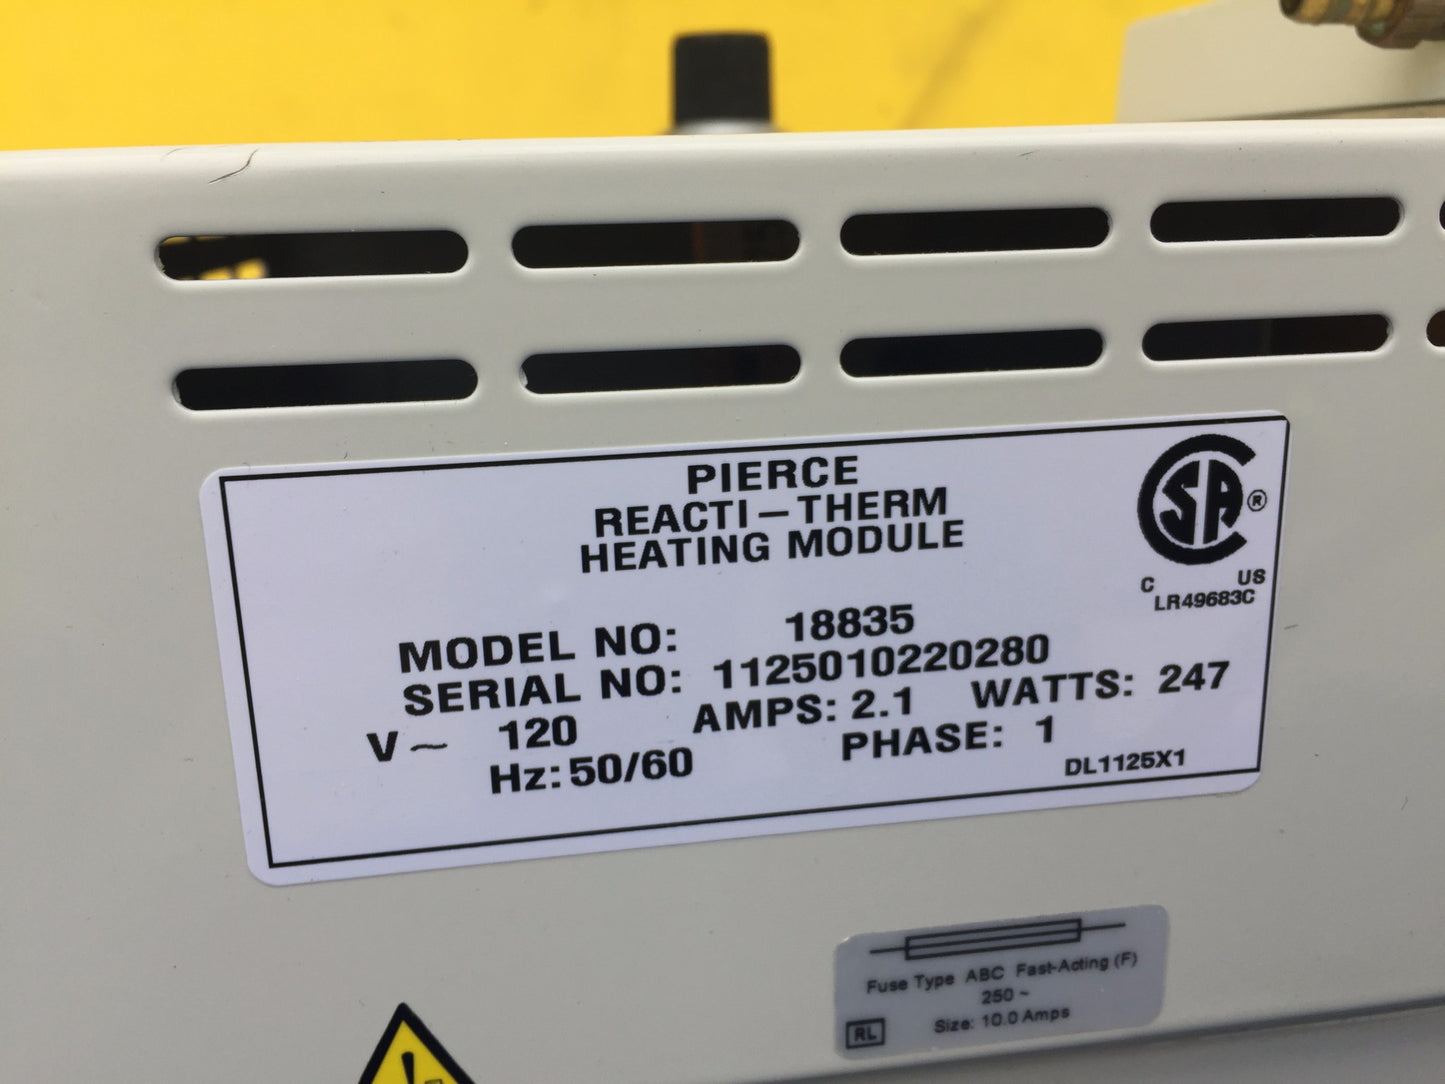 PIERCE
REACTI-THERM
HEATING MODULE
SA ®
C US
LR49683C
MODEL NO: 18835
SERIAL NO: 1125010220280
V~ 120 AMPS: 2.1 WATTS: 247
Hz: 50/60 PHASE: 1
DL1125X1
Fuse Type ABC Fast-Acting (F)
250 ~
Size: 10.0 Amps
RL